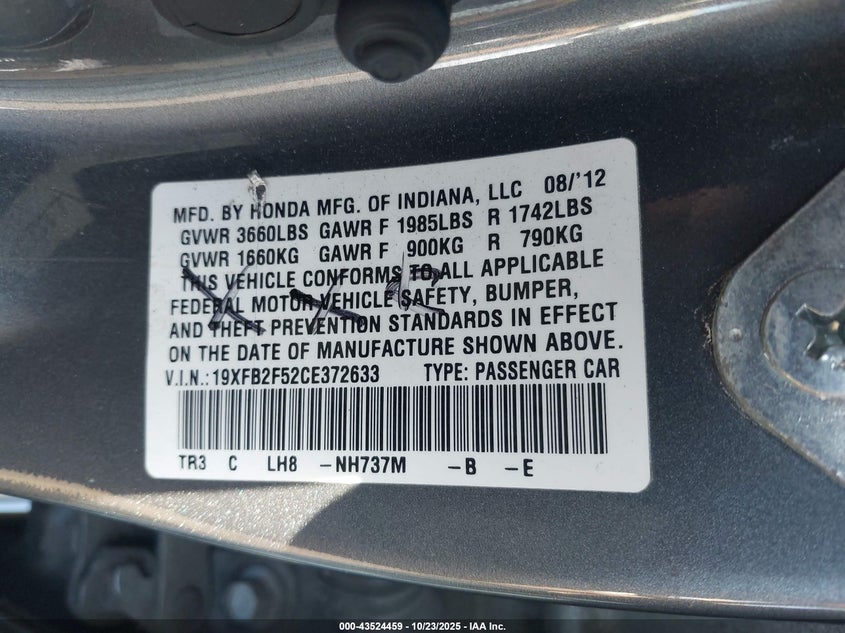 MFD. BY HONDA MFG. OF INDIANA, LLC 08/'12
GVWR 3660LBS GAWR F 1985LBS R 1742LBS
GVWR 1660KG GAWR F 900KG R 790KG
THIS VEHICLE CONFORMS TO ALL APPLICABLE
FEDERAL MOTOR VEHICLE SAFETY, BUMPER,
AND THEFT PREVENTION STANDARDS IN EFFECT
ON THE DATE OF MANUFACTURE SHOWN ABOVE.
V.I.N.:19XFB2F52CE372633 TYPE: PASSENGER CAR
TR3 C LH8 -NH737M -B -E
000-43524459 | 10/23/2025 | IAA Inc.